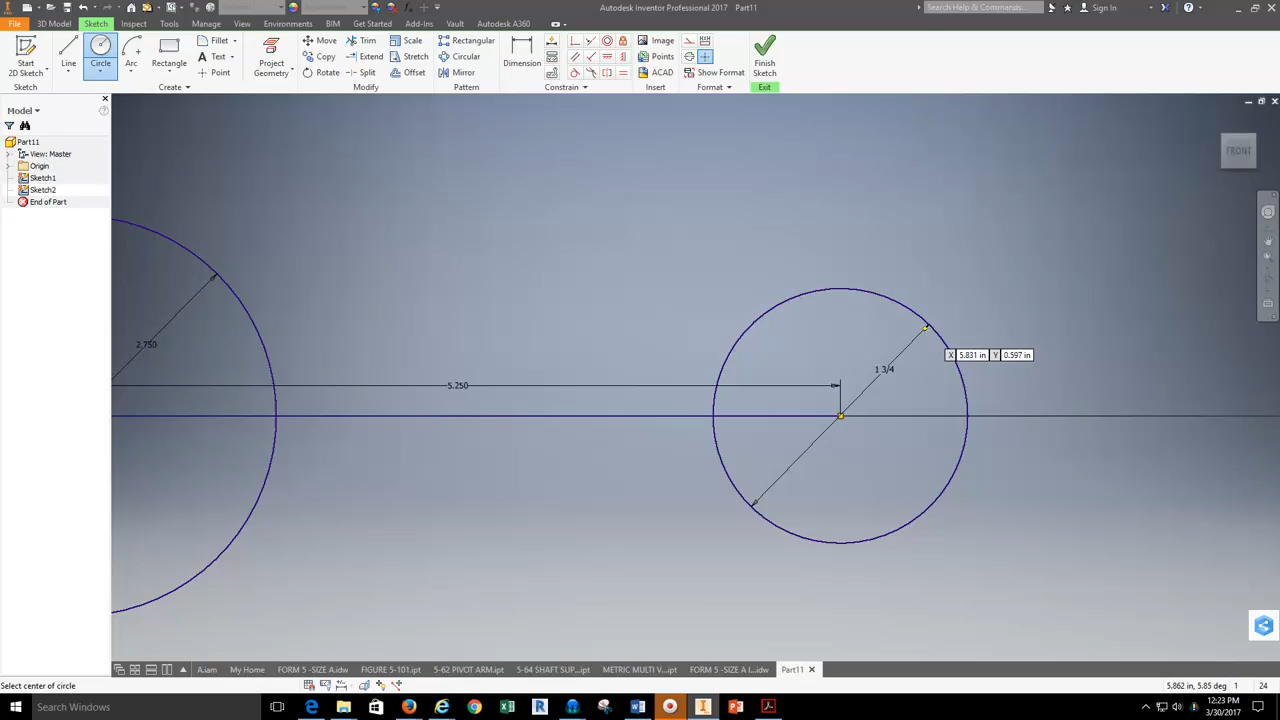 Autodesk Inventor Professional 2017 Part11
Search Help & Commands...
Sign In
File
3D Model
Sketch
Inspect
Tools
Manage
View
Environments
BIM
Get Started
Add-Ins
Vault
Autodesk A360
Start
2D Sketch
Line
Circle
Arc
Rectangle
Fillet
Text
Point
Project
Geometry
Move
Copy
Rotate
Trim
Extend
Split
Scale
Stretch
Offset
Rectangular
Circular
Mirror
Dimension
Image
Points
ACAD
Show Format
Finish
Sketch
Sketch
Create
Modify
Pattern
Constrain
Insert
Format
Exit
Model
Part11
View: Master
Origin
Sketch1
Sketch2
End of Part
FRONT
2.750
5.250
1 3/4
X 5.831 in Y 0.597 in
A.iam
My Home
FORM 5 -SIZE A.idw
FIGURE 5-101.ipt
5-62 PIVOT ARM.ipt
5-64 SHAFT SUP...ipt
METRIC MULTI V...ipt
FORM 5 -SIZE A I...idw
Part11
Select center of circle
5.862 in, 5.85 deg 1 24
Search Windows
12:23 PM
3/30/2017